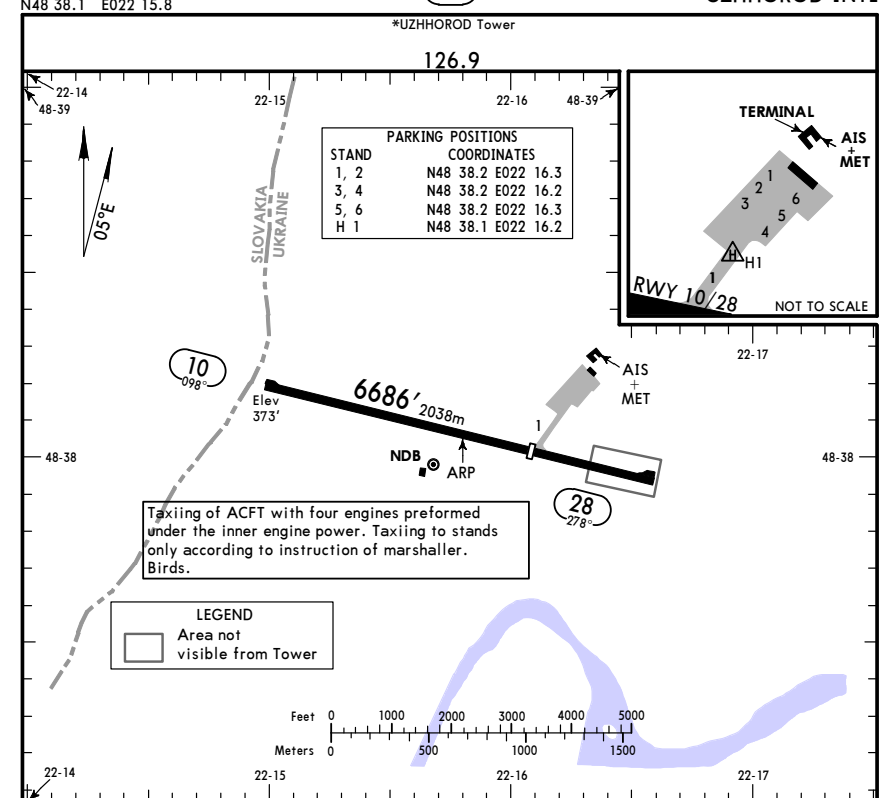 N48 38.1 E022 15.8
*UZHHOROD Tower
126.9
22-14
48-39
22-15
22-16
48-39
05°E
SLOVAKIA
UKRAINE
PARKING POSITIONS
STAND COORDINATES
1, 2 N48 38.2 E022 16.3
3, 4 N48 38.2 E022 16.2
5, 6 N48 38.2 E022 16.3
H 1 N48 38.1 E022 16.2
TERMINAL
AIS
+
MET
1
2
3
6
5
4
H
H1
1
RWY 10/28
NOT TO SCALE
22-17
10
098°
Elev
373'
6686' 2038m
1
AIS
+
MET
NDB
ARP
48-38
48-38
28
278°
Taxiing of ACFT with four engines preformed
under the inner engine power. Taxiing to stands
only according to instruction of marshaller.
Birds.
LEGEND
Area not
visible from Tower
Feet 0 1000 2000 3000 4000 5000
Meters 0 500 1000 1500
22-14
22-15
22-16
22-17